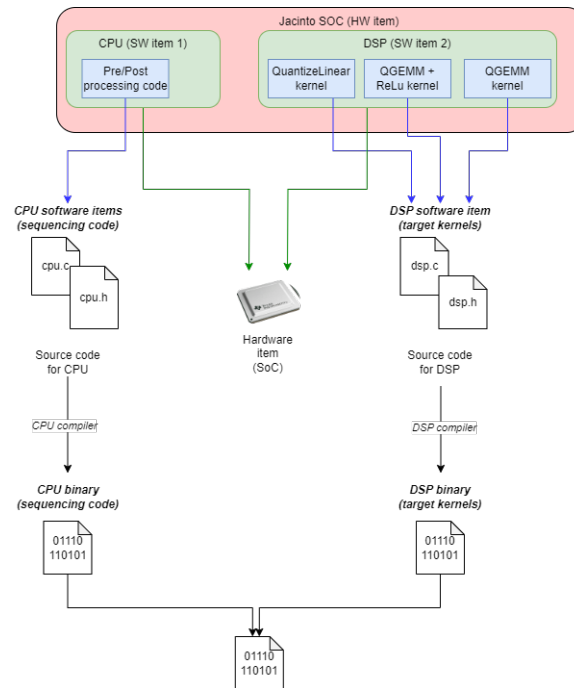 Jacinto SOC (HW item)
CPU (SW item 1)
DSP (SW item 2)
Pre/Post
processing code
QuantizeLinear
kernel
QGEMM +
ReLu kernel
QGEMM
kernel
CPU software items
(sequencing code)
DSP software item
(target kernels)
cpu.c
cpu.h
dsp.c
dsp.h
Hardware
item
(SoC)
Source code
for CPU
Source code
for DSP
CPU compiler
DSP compiler
CPU binary
(sequencing code)
DSP binary
(target kernels)
01110
110101
01110
110101
01110
110101